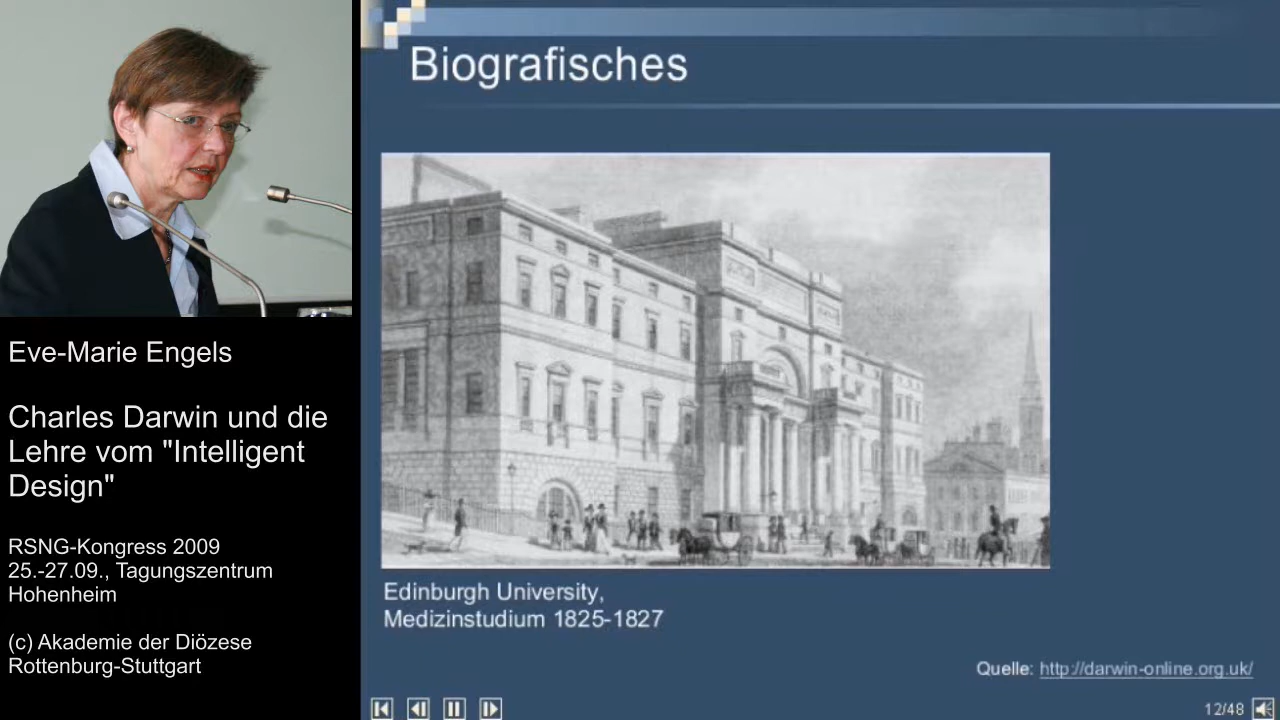 Eve-Marie Engels
Charles Darwin und die
Lehre vom "Intelligent
Design"
RSNG-Kongress 2009
25.-27.09., Tagungszentrum
Hohenheim
(c) Akademie der Diözese
Rottenburg-Stuttgart
Biografisches
Edinburgh University,
Medizinstudium 1825-1827
Quelle: http://darwin-online.org.uk/
12/48